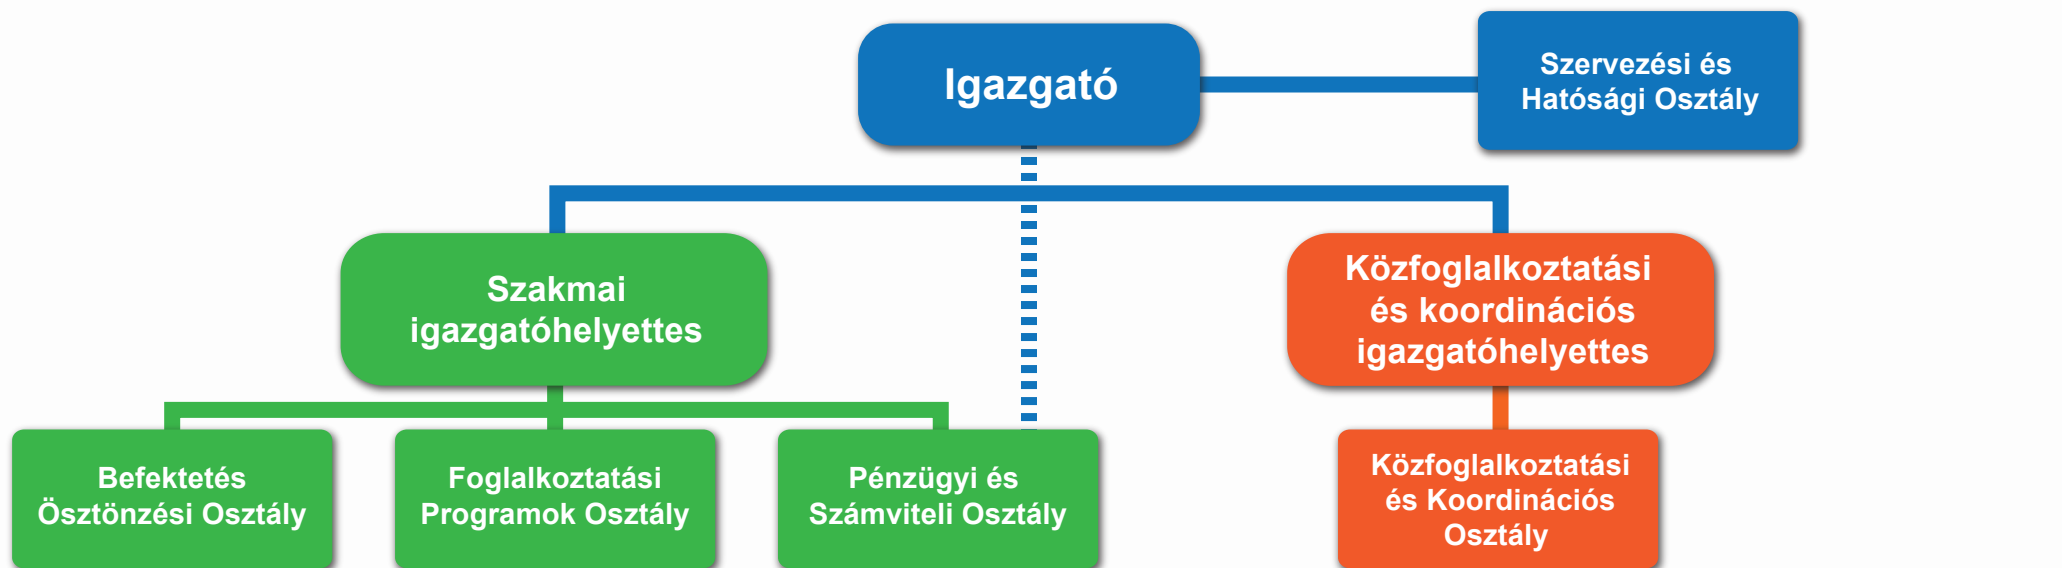 Igazgató
Szervezési és
Hatósági Osztály
Szakmai
igazgatóhelyettes
Közfoglalkoztatási
és koordinációs
igazgatóhelyettes
Befektetés
Ösztönzési Osztály
Foglalkoztatási
Programok Osztály
Pénzügyi és
Számviteli Osztály
Közfoglalkoztatási
és Koordinációs
Osztály